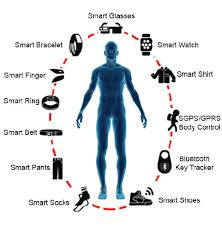 Smart Glasses
Smart Bracelet
Smart Watch
Smart Finger
Smart Shirt
Smart Ring
SGPS/GPRS
Body Control
Smart Belt
Smart Pants
Bluetooth
Key Tracker
Smart Socks
Smart Shoes